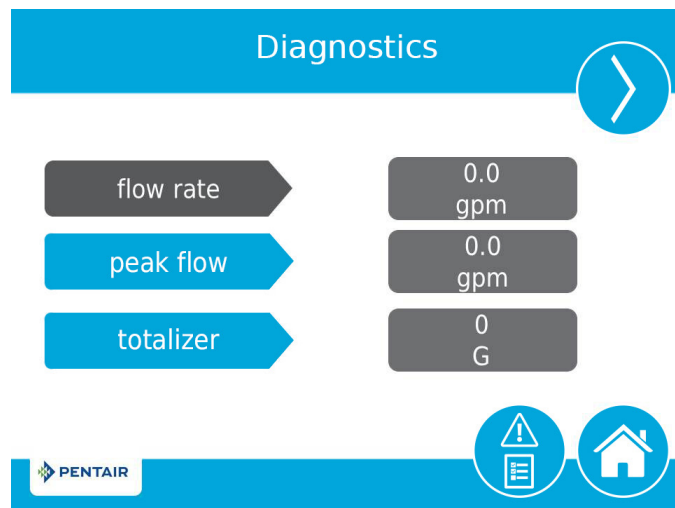 Diagnostics
flow rate
0.0
gpm
peak flow
0.0
gpm
totalizer
0
G
PENTAIR